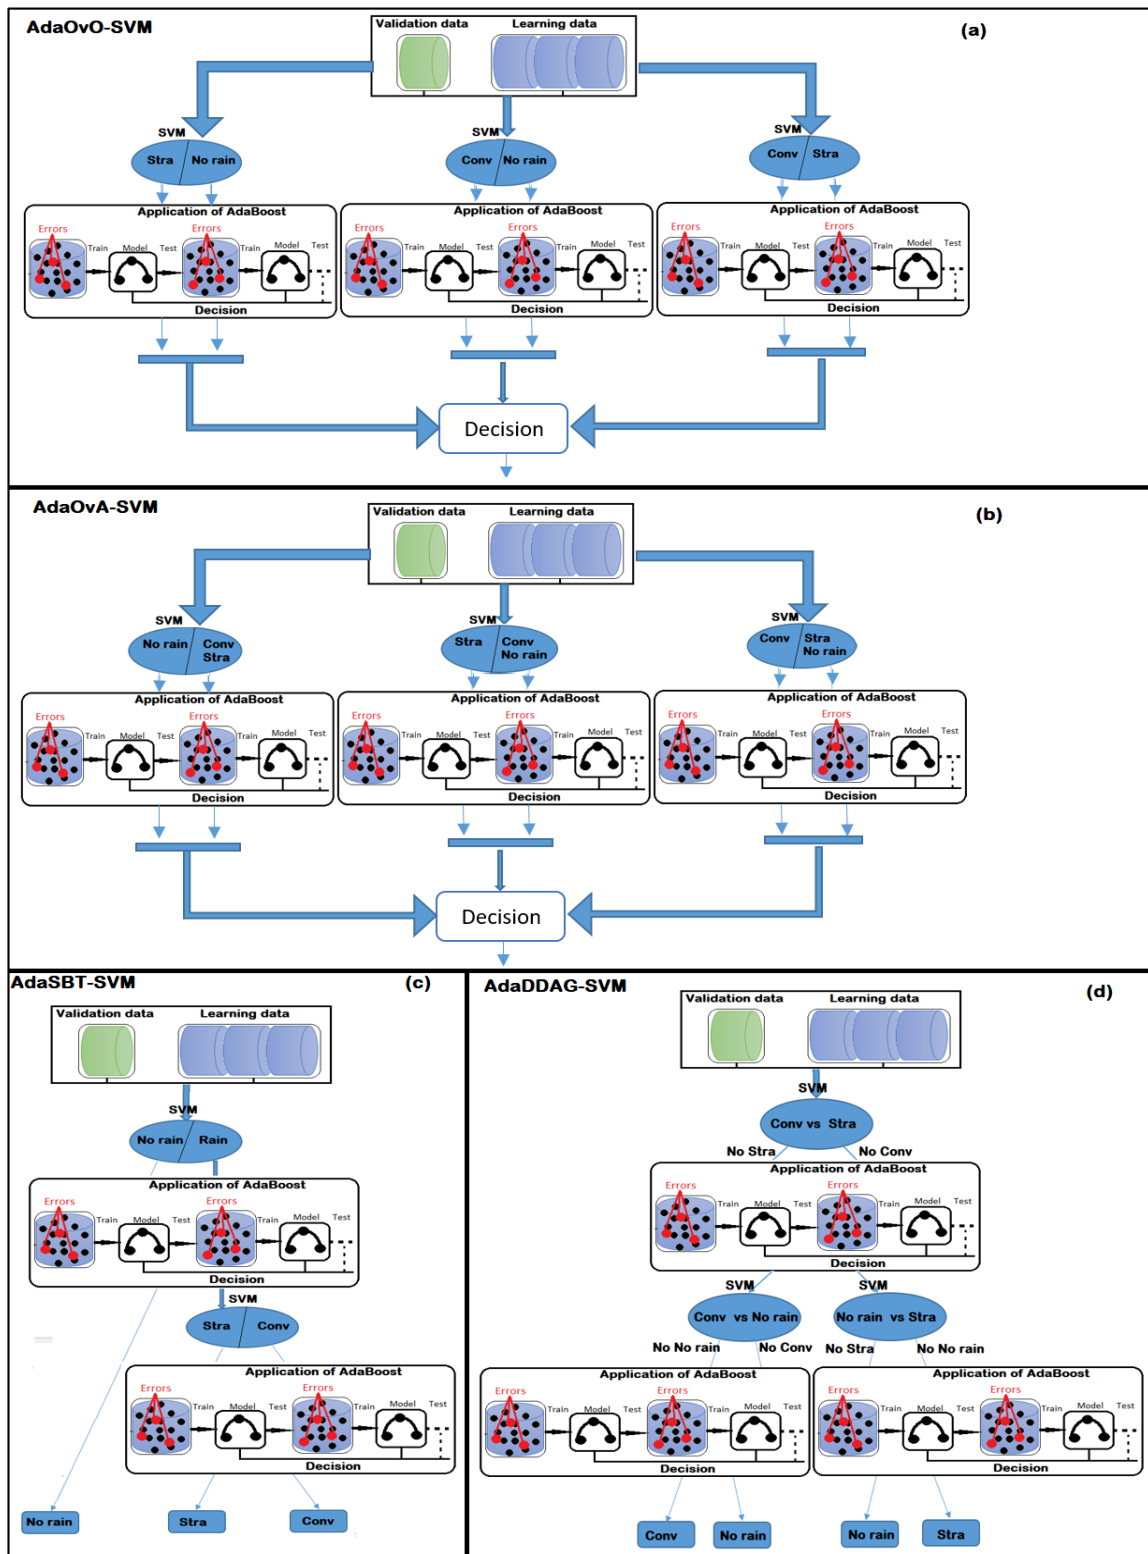 AdaOvO-SVM
(a)
Validation data Learning data
SVM SVM SVM
Stra No rain Conv No rain Conv Stra
Application of AdaBoost Application of AdaBoost Application of AdaBoost
Errors Train Model Test Errors Train Model Test
Errors Train Model Test Errors Train Model Test
Errors Train Model Test Errors Train Model Test
Decision Decision Decision
Decision
AdaOvA-SVM
(b)
Validation data Learning data
SVM SVM SVM
No rain Conv
Stra
Stra Conv
No rain
Conv Stra
No rain
Application of AdaBoost Application of AdaBoost Application of AdaBoost
Errors Train Model Test Errors Train Model Test
Errors Train Model Test Errors Train Model Test
Errors Train Model Test Errors Train Model Test
Decision Decision Decision
Decision
AdaSBT-SVM
(c)
Validation data Learning data
SVM
No rain Rain
Application of AdaBoost
Errors Train Model Test Errors Train Model Test
Decision
SVM
Stra Conv
Application of AdaBoost
Errors Train Model Test Errors Train Model Test
Decision
No rain Stra Conv
AdaDDAG-SVM
(d)
Validation data Learning data
SVM
Conv vs Stra
No Stra No Conv
Application of AdaBoost
Errors Train Model Test Errors Train Model Test
Decision
SVM SVM
Conv vs No rain No rain vs Stra
No No rain No Conv No Stra No No rain
Application of AdaBoost Application of AdaBoost
Errors Train Model Test Errors Train Model Test
Errors Train Model Test Errors Train Model Test
Decision Decision
Conv No rain No rain Stra